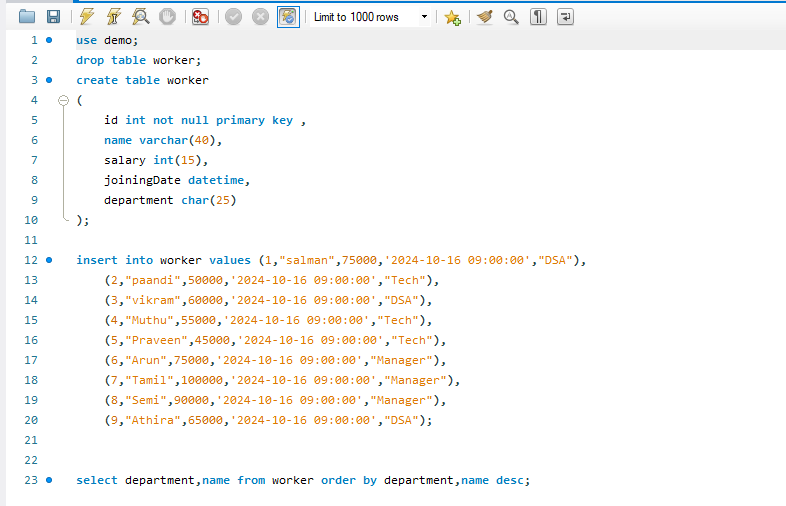 Limit to 1000 rows
1 use demo;
2 drop table worker;
3 create table worker
4 (
5 id int not null primary key ,
6 name varchar(40),
7 salary int(15),
8 joiningDate datetime,
9 department char(25)
10 );
11
12 insert into worker values (1,"salman",75000,'2024-10-16 09:00:00',"DSA"),
13 (2,"paandi",50000,'2024-10-16 09:00:00',"Tech"),
14 (3,"vikram",60000,'2024-10-16 09:00:00',"DSA"),
15 (4,"Muthu",55000,'2024-10-16 09:00:00',"Tech"),
16 (5,"Praveen",45000,'2024-10-16 09:00:00',"Tech"),
17 (6,"Arun",75000,'2024-10-16 09:00:00',"Manager"),
18 (7,"Tamil",100000,'2024-10-16 09:00:00',"Manager"),
19 (8,"Semi",90000,'2024-10-16 09:00:00',"Manager"),
20 (9,"Athira",65000,'2024-10-16 09:00:00',"DSA");
21
22
23 select department,name from worker order by department,name desc;